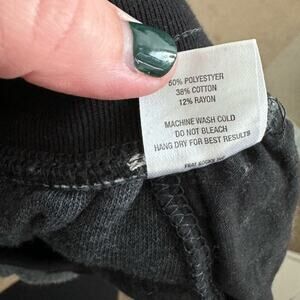 50% POLYESTYER
38% COTTON
12% RAYON
MACHINE WASH COLD
DO NOT BLEACH
HANG DRY FOR BEST RESULTS